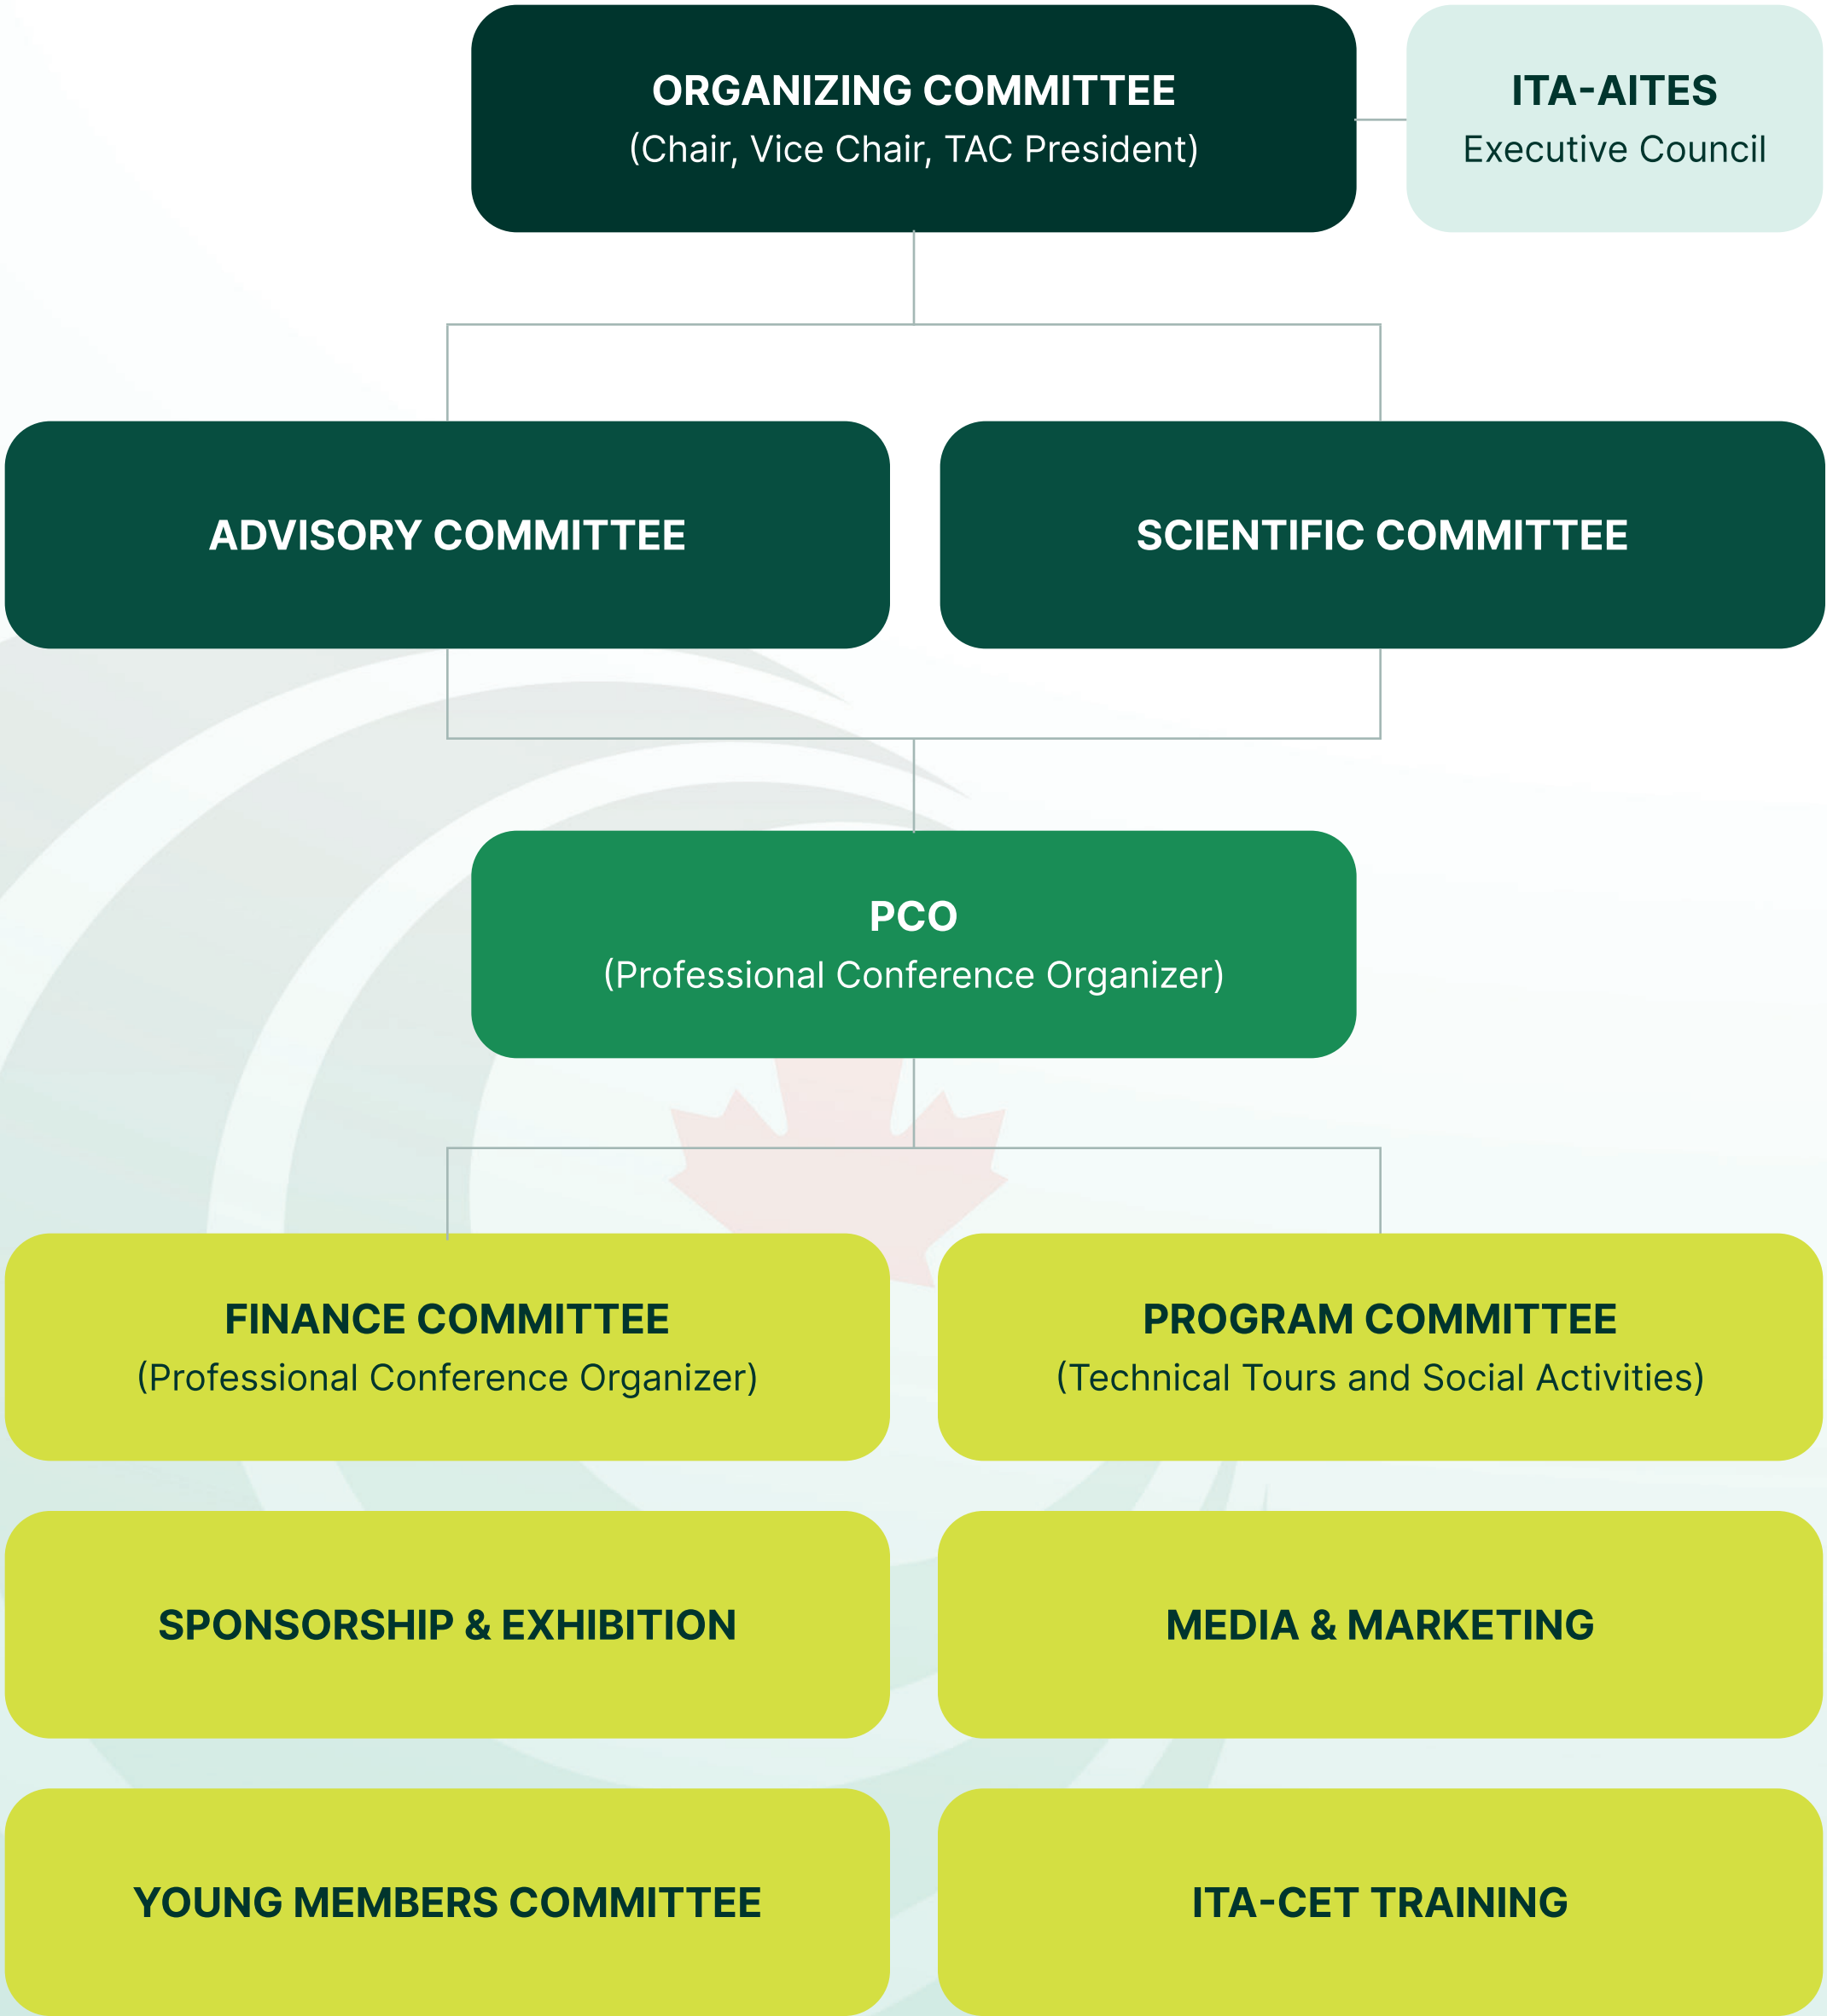 ORGANIZING COMMITTEE
(Chair, Vice Chair, TAC President)
ITA-AITES
Executive Council
ADVISORY COMMITTEE
SCIENTIFIC COMMITTEE
PCO
(Professional Conference Organizer)
FINANCE COMMITTEE
(Professional Conference Organizer)
PROGRAM COMMITTEE
(Technical Tours and Social Activities)
SPONSORSHIP & EXHIBITION
MEDIA & MARKETING
YOUNG MEMBERS COMMITTEE
ITA-CET TRAINING